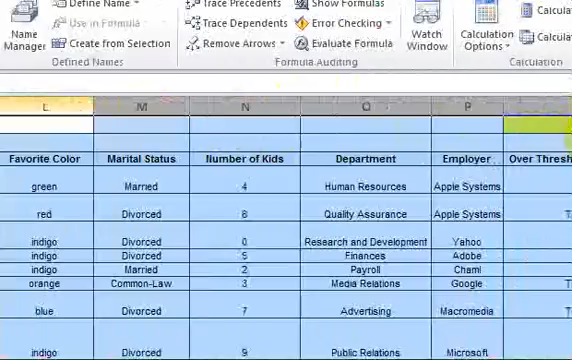 Define Name
Trace Precedents
Show Formulas
Calcula
Use in Formula
Trace Dependents
Error Checking
Name
Manager
Create from Selection
Remove Arrows
Evaluate Formula
Watch
Window
Calculation
Options
Calcula
Defined Names
Formula Auditing
Calculation
L M N O P
Favorite Color Marital Status Number of Kids Department Employer Over Thresh
green Married 4 Human Resources Apple Systems
red Divorced Quality Assurance Apple Systems T
indigo Divorced 0 Research and Development Yahoo
indigo Divorced 5 Finances Adobe
indigo Married 2 Payroll Chami
orange Common-Law 3 Media Relations Google T
blue Divorced 7 Advertising Macromedia T
indigo Divorced 9 Public Relations Microsoft